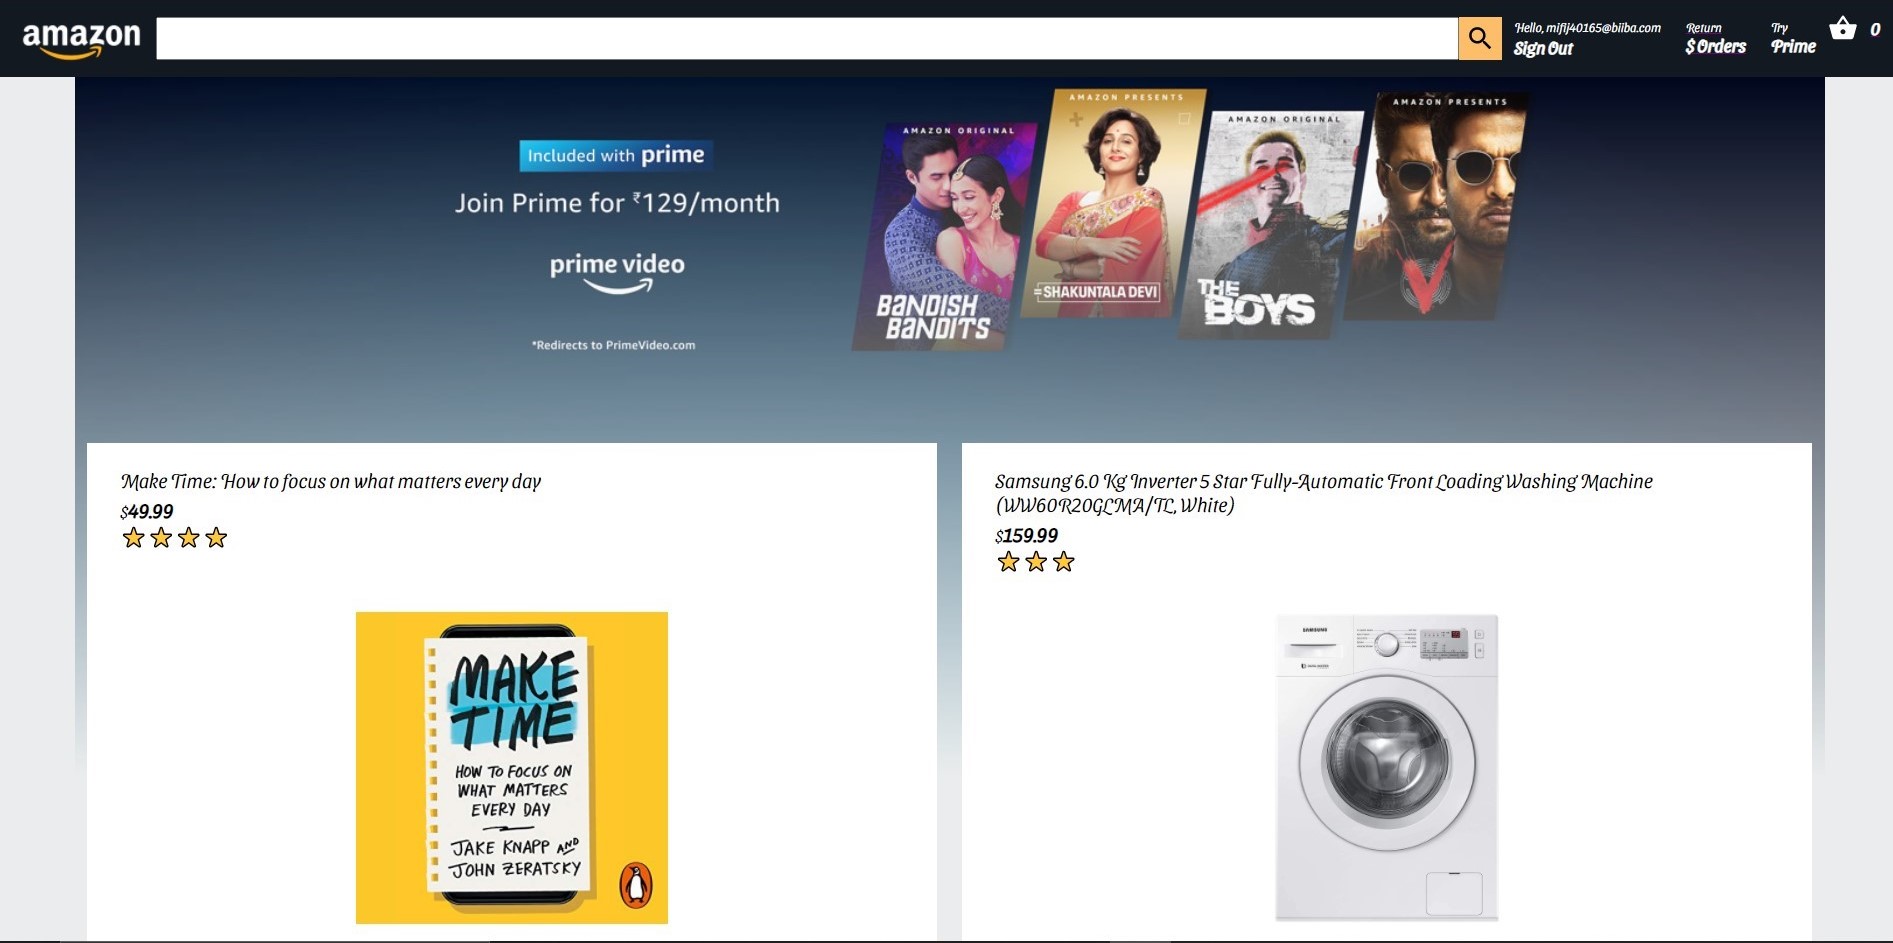 amazon
Hello, mifij40165@biiba.com
Sign Out
Return
$ Orders
Try
Prime
0
Included with prime
Join Prime for ₹129/month
prime video
*Redirects to PrimeVideo.com
AMAZON ORIGINAL
BANDISH
BANDITS
AMAZON PRESENTS
SHAKUNTALA DEVI
AMAZON ORIGINAL
THE
BOYS
AMAZON PRESENTS
V
Make Time: How to focus on what matters every day
$49.99
MAKE
TIME
HOW TO FOCUS ON
WHAT MATTERS
EVERY DAY
JAKE KNAPP AND
JOHN ZERATSKY
Samsung 6.0 Kg Inverter 5 Star Fully-Automatic Front Loading Washing Machine
(WW60R20GLMA/TL, White)
$159.99
SAMSUNG